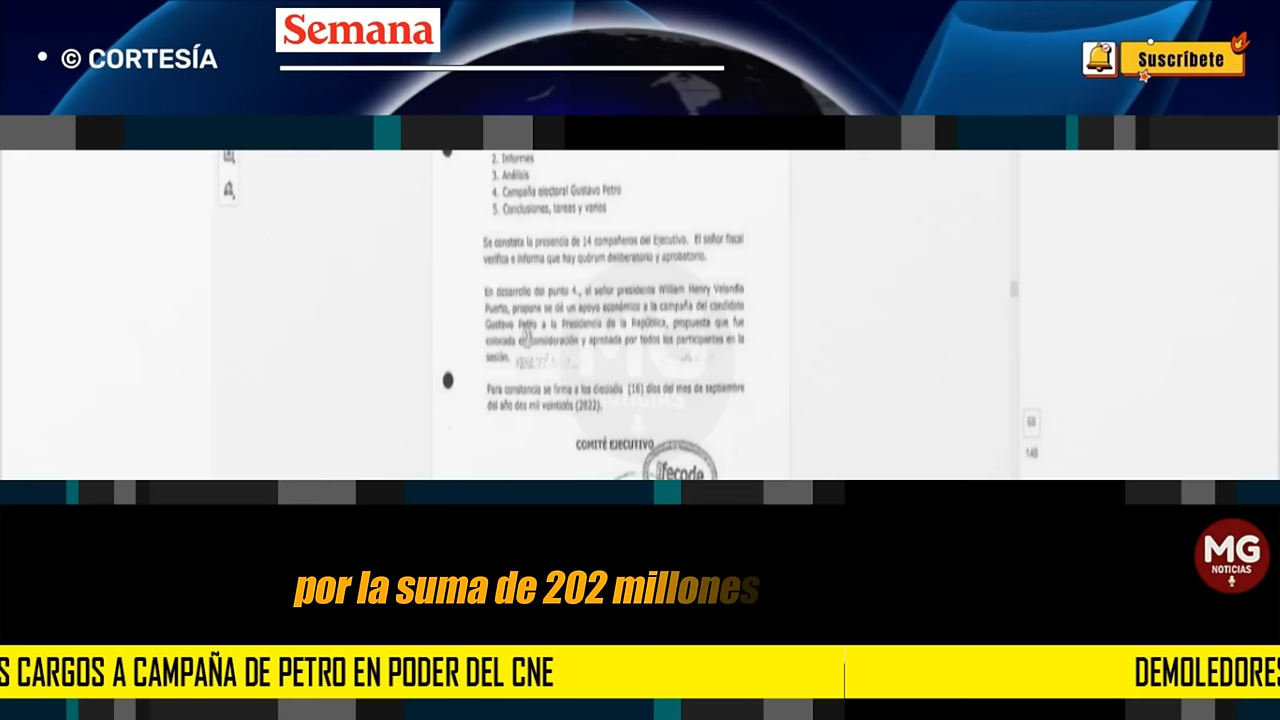 Semana
• © CORTESÍA
Suscríbete
2. Informes
3. Análisis
4. Campaña electoral Gustavo Petro
5. Conclusiones, tareas y varios
Se constata la presencia de 14 compañeros del Ejecutivo. El señor fiscal
verifica e informa que hay quórum deliberatorio y aprobatorio.
En desarrollo del punto 4., el señor presidente William Henry Velandia
Puerto, propone se dé un apoyo económico a la campaña del candidato
Gustavo Petro a la Presidencia de la República, propuesta que fue
colocada en consideración y aprobada por todos los participantes en la
sesión.
Para constancia se firma a los dieciséis (16) días del mes de septiembre
del año dos mil veintidós (2022).
COMITÉ EJECUTIVO
fecode
68
148
MG
NOTICIAS
por la suma de 202 millones
MG
NOTICIAS
S CARGOS A CAMPAÑA DE PETRO EN PODER DEL CNE
DEMOLEDORES